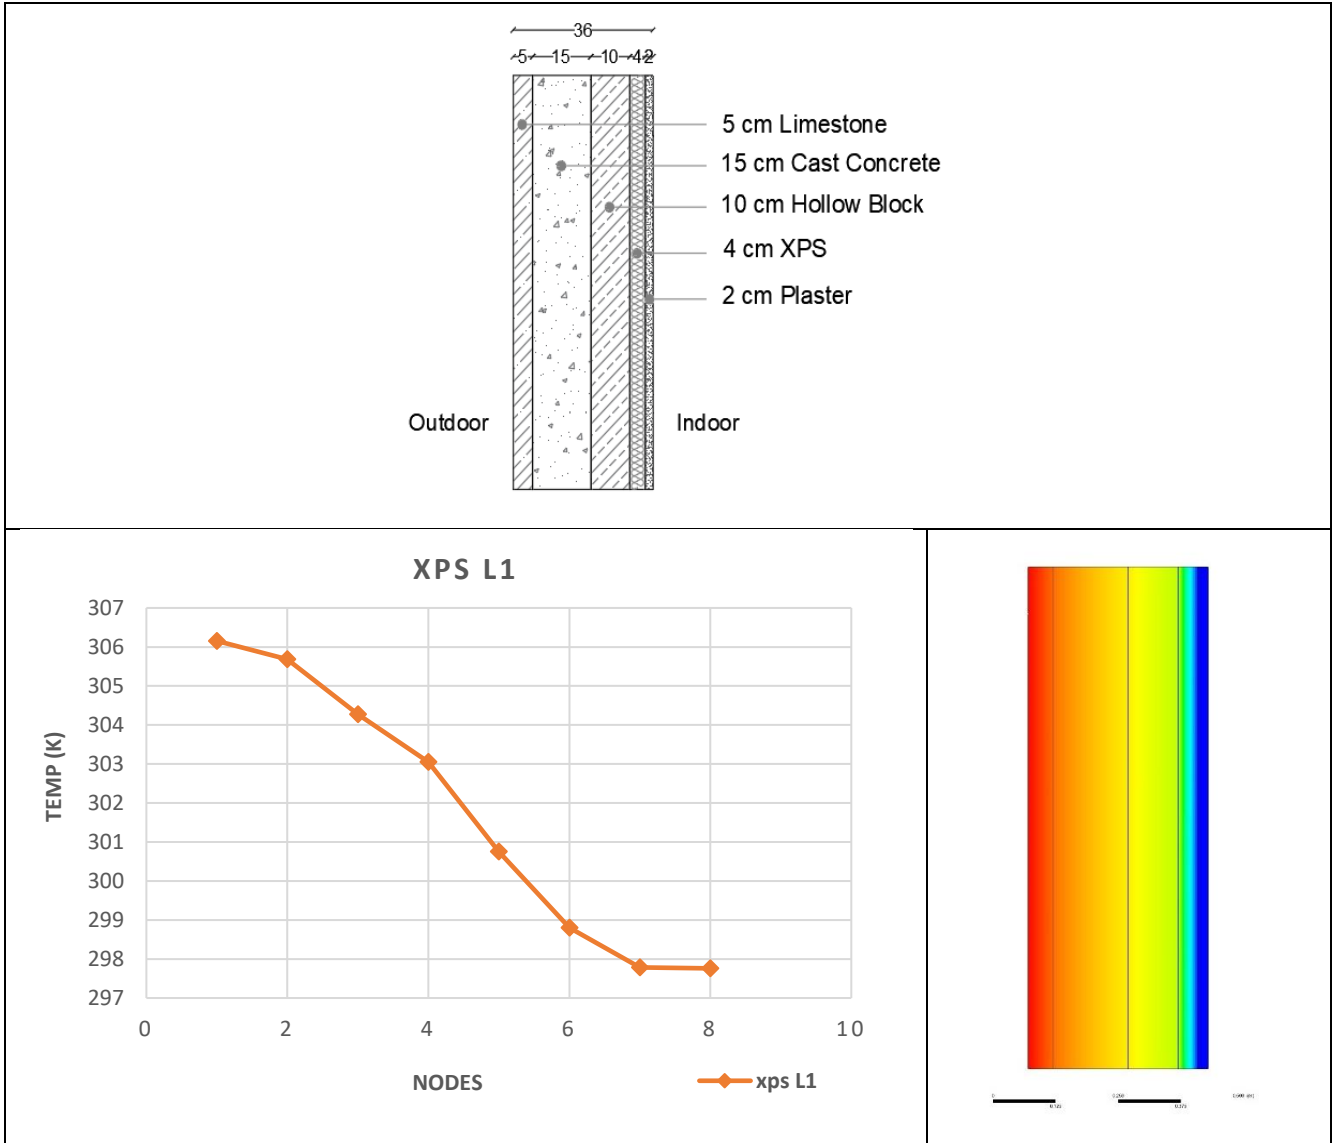 36
5 15 10 4 2
5 cm Limestone
15 cm Cast Concrete
10 cm Hollow Block
4 cm XPS
2 cm Plaster
Outdoor
Indoor
XPS L1
307
306
305
304
303
302
301
300
299
298
297
TEMP (K)
0 2 4 6 8 10
NODES
xps L1
0